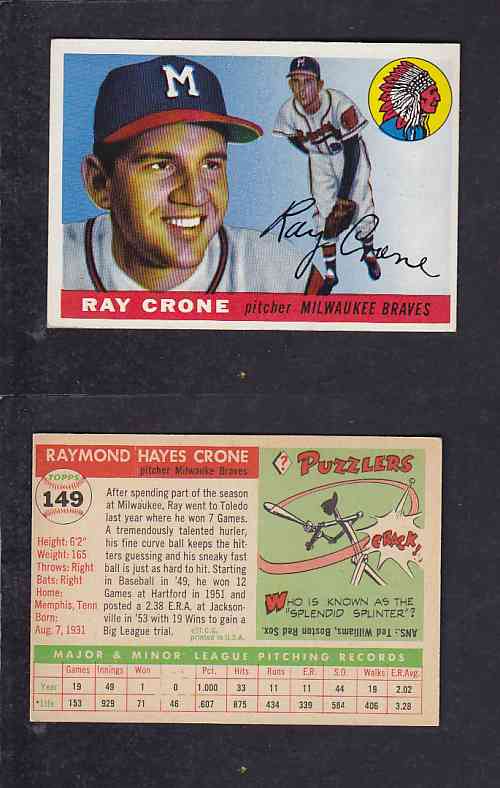 M
Ray Crone
RAY CRONE pitcher MILWAUKEE BRAVES
RAYMOND HAYES CRONE
pitcher Milwauke Braves
TOPPS
149
Height: 6'2"
Weight: 165
Throws: Right
Bats: Right
Home:
Memphis, Tenn
Born:
Aug. 7, 1931
After spending part of the season
at Milwaukee, Ray went to Toledo
last year where he won 7 Games.
A tremendously talented hurler,
his fine curve ball keeps the hit-
ters guessing and his sneaky fast
ball is just as hard to hit. Starting
in Baseball in '49, he won 12
Games at Hartford in 1951 and
posted a 2.38 E.R.A. at Jackson-
ville in '53 with 19 Wins to gain a
Big League trial.
©T.C.G.
printed in U.S.A.
? PUZZLERS
CRACK!
WHO IS KNOWN AS THE
"SPLENDID SPLINTER"?
ANS. Ted Williams, Boston Red Sox.
MAJOR & MINOR LEAGUE PITCHING RECORDS
Games Innings Won Pct. Hits Runs E.R. S.O. Walks E.R.Avg.
Year 19 49 1 0 1.000 33 11 11 44 19 2.02
*Life 153 929 71 46 .607 875 434 339 584 406 3.28